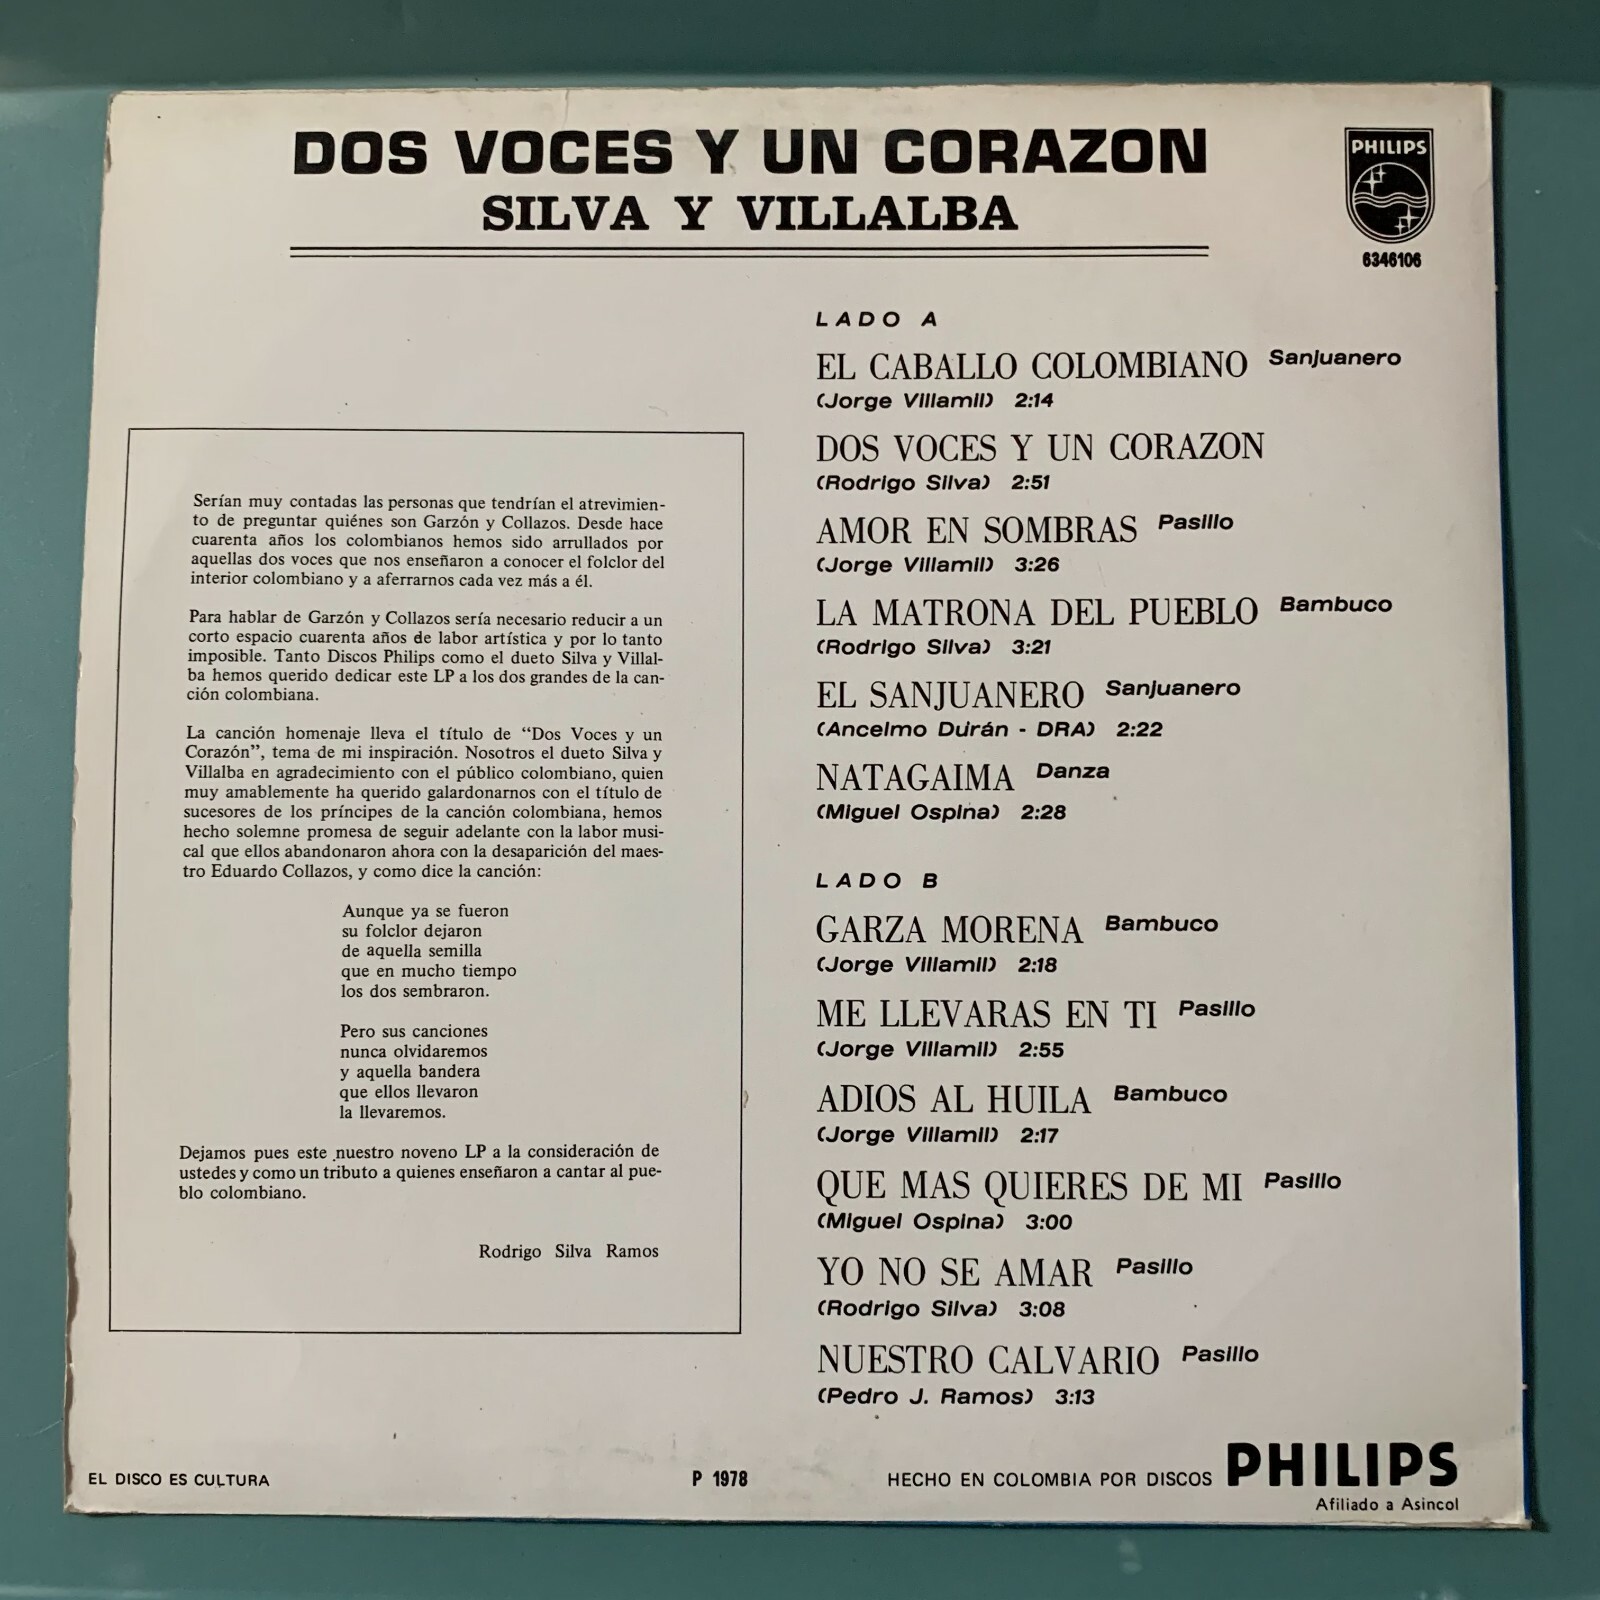 DOS VOCES Y UN CORAZON
SILVA Y VILLALBA
PHILIPS
6346106
Serían muy contadas las personas que tendrían el atrevimien-
to de preguntar quiénes son Garzón y Collazos. Desde hace
cuarenta años los colombianos hemos sido arrullados por
aquellas dos voces que nos enseñaron a conocer el folclor del
interior colombiano y a aferrarnos cada vez más a él.
Para hablar de Garzón y Collazos sería necesario reducir a un
corto espacio cuarenta años de labor artística y por lo tanto
imposible. Tanto Discos Philips como el dueto Silva y Villal-
ba hemos querido dedicar este LP a los dos grandes de la can-
ción colombiana.
La canción homenaje lleva el título de “Dos Voces y un
Corazón”, tema de mi inspiración. Nosotros el dueto Silva y
Villalba en agradecimiento con el público colombiano, quien
muy amablemente ha querido galardonarnos con el título de
sucesores de los príncipes de la canción colombiana, hemos
hecho solemne promesa de seguir adelante con la labor musi-
cal que ellos abandonaron ahora con la desaparición del maes-
tro Eduardo Collazos, y como dice la canción:
Aunque ya se fueron
su folclor dejaron
de aquella semilla
que en mucho tiempo
los dos sembraron.
Pero sus canciones
nunca olvidaremos
y aquella bandera
que ellos llevaron
la llevaremos.
Dejamos pues este nuestro noveno LP a la consideración de
ustedes y como un tributo a quienes enseñaron a cantar al pue-
blo colombiano.
Rodrigo Silva Ramos
LADO A
EL CABALLO COLOMBIANO Sanjuanero
(Jorge Villamil) 2:14
DOS VOCES Y UN CORAZON
(Rodrigo Silva) 2:51
AMOR EN SOMBRAS Pasillo
(Jorge Villamil) 3:26
LA MATRONA DEL PUEBLO Bambuco
(Rodrigo Silva) 3:21
EL SANJUANERO Sanjuanero
(Ancelmo Durán - DRA) 2:22
NATAGAIMA Danza
(Miguel Ospina) 2:28
LADO B
GARZA MORENA Bambuco
(Jorge Villamil) 2:18
ME LLEVARAS EN TI Pasillo
(Jorge Villamil) 2:55
ADIOS AL HUILA Bambuco
(Jorge Villamil) 2:17
QUE MAS QUIERES DE MI Pasillo
(Miguel Ospina) 3:00
YO NO SE AMAR Pasillo
(Rodrigo Silva) 3:08
NUESTRO CALVARIO Pasillo
(Pedro J. Ramos) 3:13
EL DISCO ES CULTURA
P 1978
HECHO EN COLOMBIA POR DISCOS PHILIPS
Afiliado a Asincol